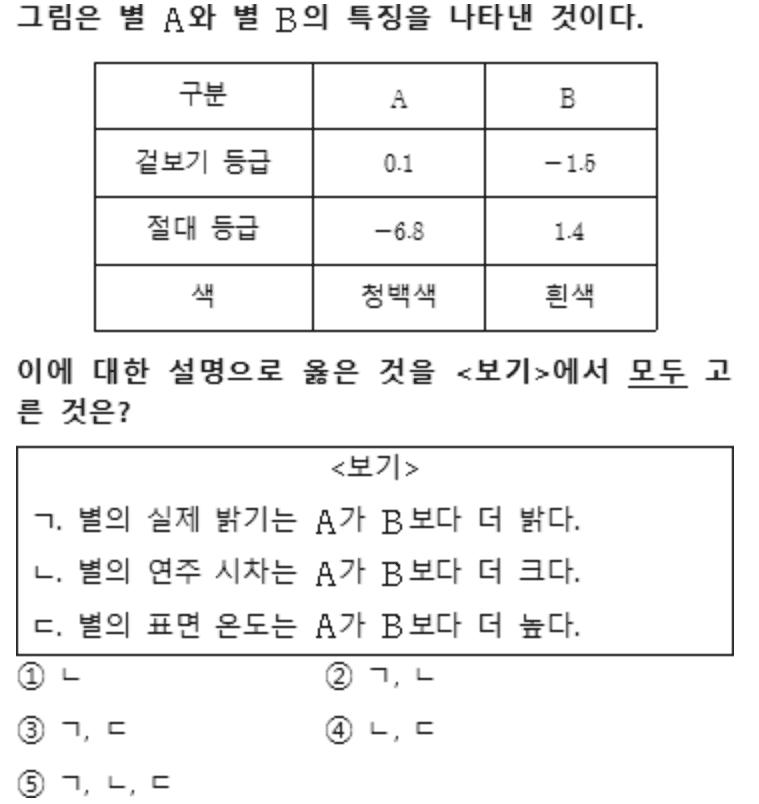 그림은 별 A와 별 B의 특징을 나타낸 것이다.
구분 A B
겉보기 등급 0.1 -1.5
절대 등급 -6.8 1.4
색 청백색 흰색
이에 대한 설명으로 옳은 것을 <보기>에서 모두 고
른 것은?
<보기>
ㄱ. 별의 실제 밝기는 A가 B보다 더 밝다.
ㄴ. 별의 연주 시차는 A가 B보다 더 크다.
ㄷ. 별의 표면 온도는 A가 B보다 더 높다.
① ㄴ ② ㄱ, ㄴ
③ ㄱ, ㄷ ④ ㄴ, ㄷ
⑤ ㄱ, ㄴ, ㄷ